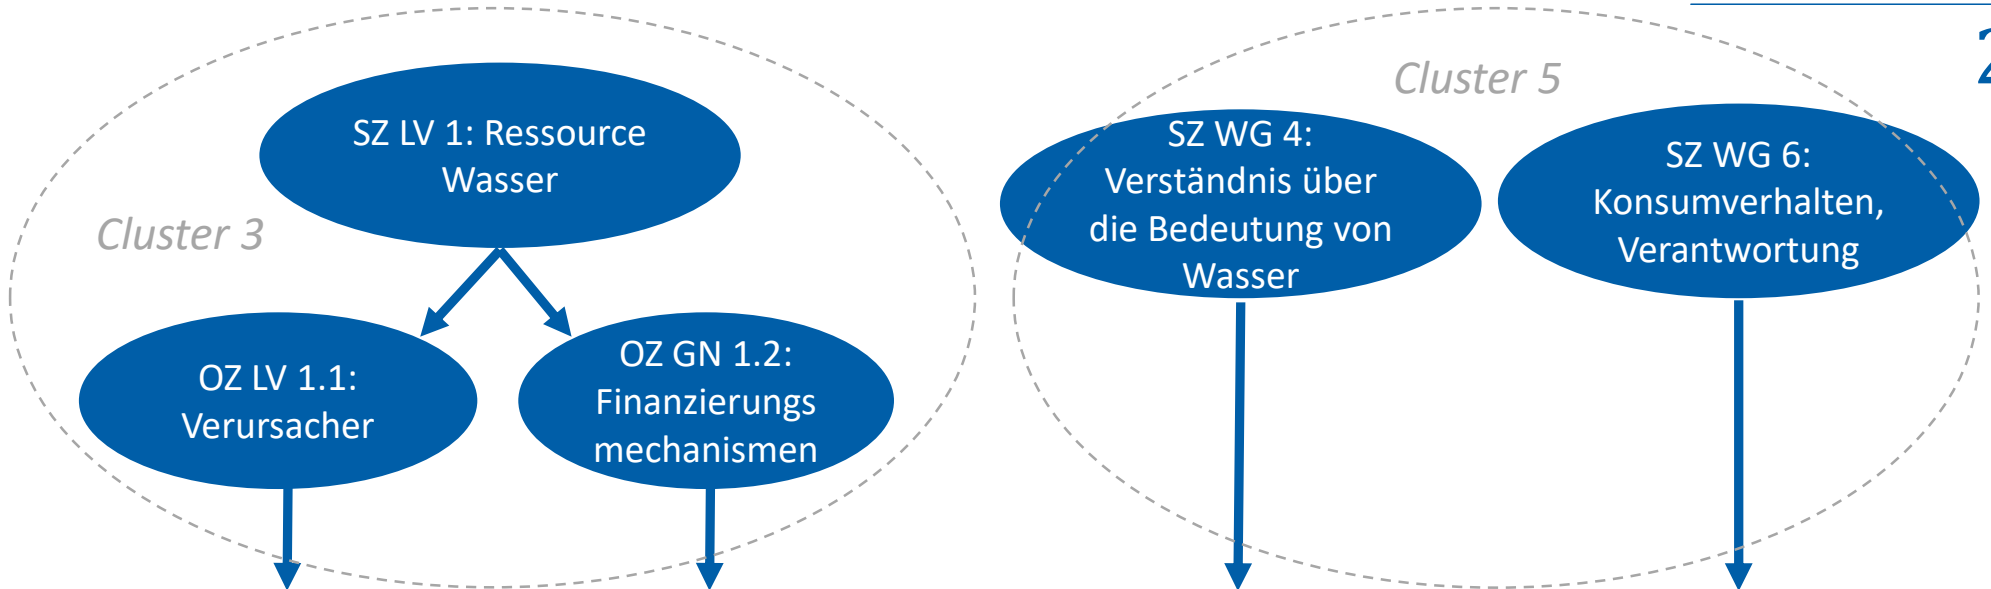 Cluster 3
SZ LV 1: Ressource
Wasser
OZ LV 1.1:
Verursacher
OZ GN 1.2:
Finanzierungs
mechanismen
Cluster 5
SZ WG 4:
Verständnis über
die Bedeutung von
Wasser
SZ WG 6:
Konsumverhalten,
Verantwortung